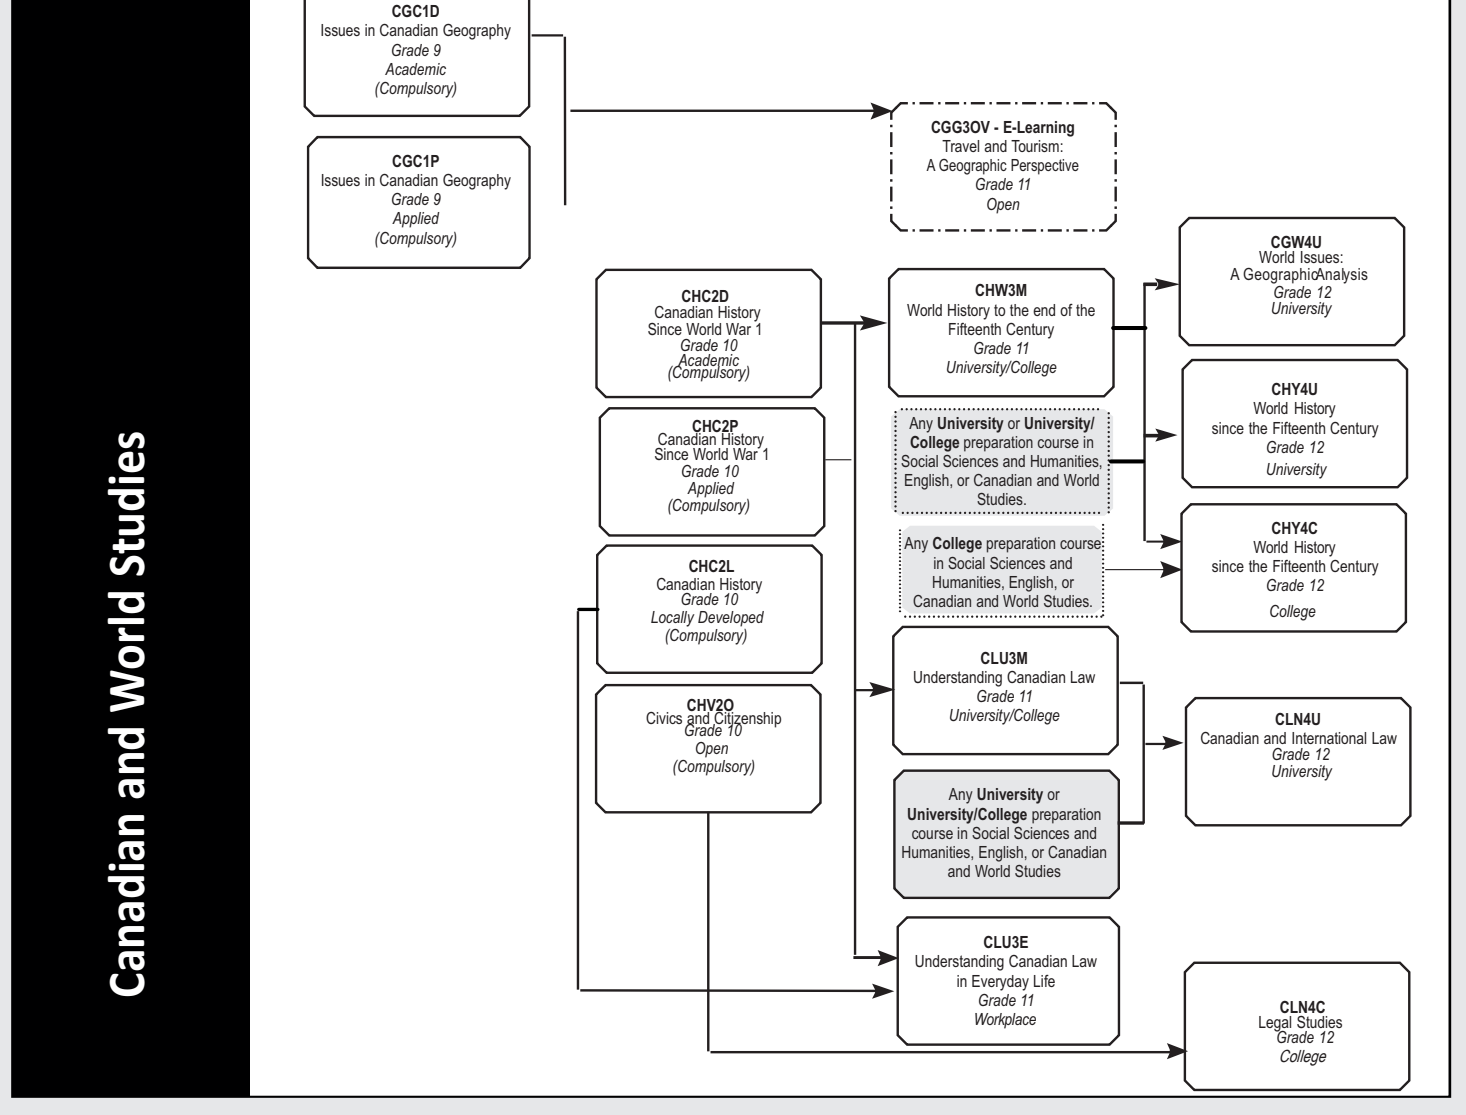 Canadian and World Studies
CGC1D
Issues in Canadian Geography
Grade 9
Academic
(Compulsory)
CGC1P
Issues in Canadian Geography
Grade 9
Applied
(Compulsory)
CGG3OV - E-Learning
Travel and Tourism:
A Geographic Perspective
Grade 11
Open
CHC2D
Canadian History
Since World War 1
Grade 10
Academic
(Compulsory)
CHC2P
Canadian History
Since World War 1
Grade 10
Applied
(Compulsory)
CHC2L
Canadian History
Grade 10
Locally Developed
(Compulsory)
CHV2O
Civics and Citizenship
Grade 10
Open
(Compulsory)
CHW3M
World History to the end of the
Fifteenth Century
Grade 11
University/College
Any University or University/
College preparation course in
Social Sciences and Humanities,
English, or Canadian and World
Studies.
Any College preparation course
in Social Sciences and
Humanities, English, or
Canadian and World Studies.
CLU3M
Understanding Canadian Law
Grade 11
University/College
Any University or
University/College preparation
course in Social Sciences and
Humanities, English, or Canadian
and World Studies
CLU3E
Understanding Canadian Law
in Everyday Life
Grade 11
Workplace
CGW4U
World Issues:
A GeographicAnalysis
Grade 12
University
CHY4U
World History
since the Fifteenth Century
Grade 12
University
CHY4C
World History
since the Fifteenth Century
Grade 12
College
CLN4U
Canadian and International Law
Grade 12
University
CLN4C
Legal Studies
Grade 12
College